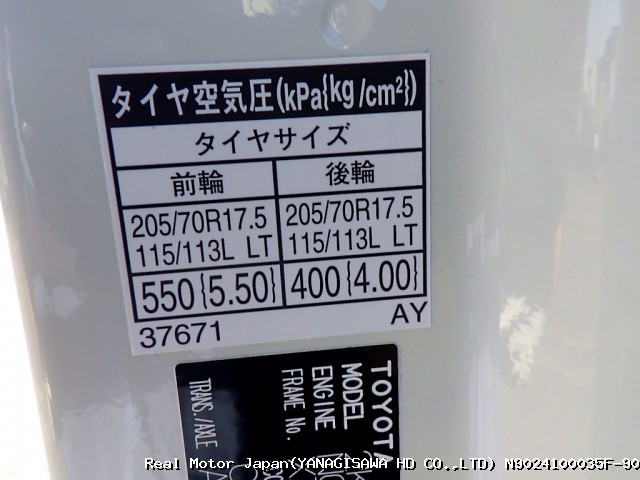 タイヤ空気圧(kPa{kg/cm²})
タイヤサイズ
前輪 後輪
205/70R17.5 205/70R17.5
115/113L LT 115/113L LT
550{5.50} 400{4.00}
37671 AY
TOYOTA
MODEL
ENGINE
FRAME No.
TRANS./AXLE
Real Motor Japan(YANAGISAWA HD CO.,LTD) N9024100035F-90